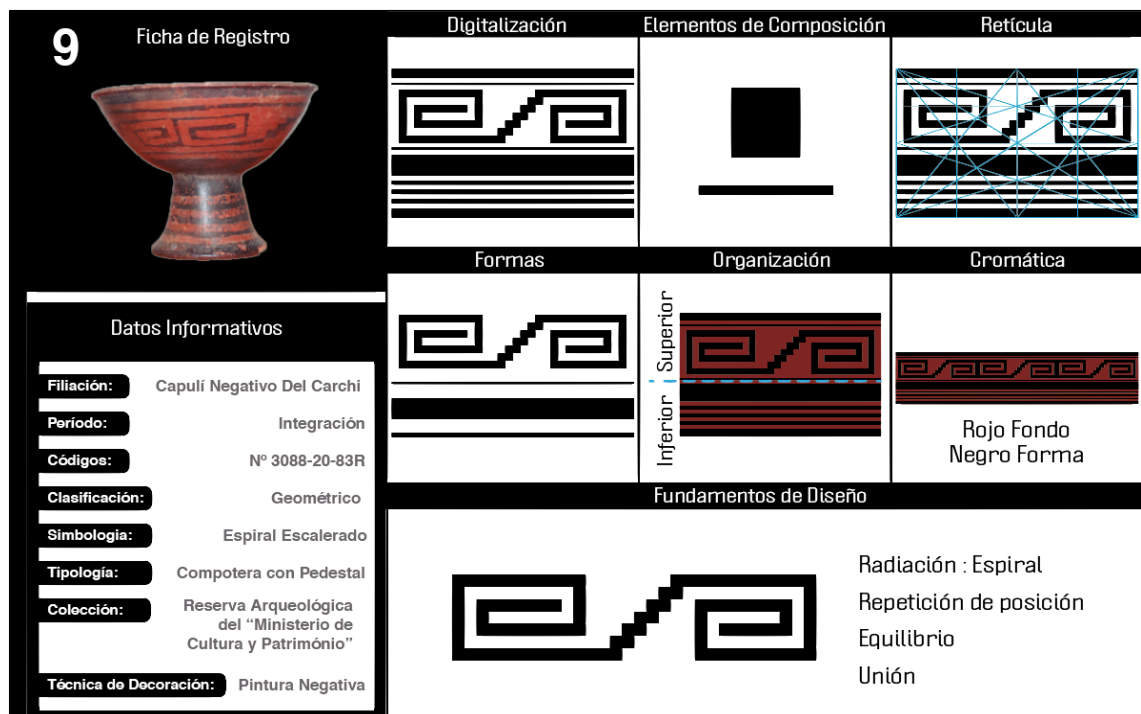 9
Ficha de Registro
Datos Informativos
Filiación: Capulí Negativo Del Carchi
Período: Integración
Códigos: Nº 3088-20-83R
Clasificación: Geométrico
Simbología: Espiral Escalerado
Tipología: Compotera con Pedestal
Colección: Reserva Arqueológica
del “Ministerio de
Cultura y Património”
Técnica de Decoración: Pintura Negativa
Digitalización
Elementos de Composición
Retícula
Formas
Organización
Superior
Inferior
Cromática
Rojo Fondo
Negro Forma
Fundamentos de Diseño
Radiación : Espiral
Repetición de posición
Equilibrio
Unión